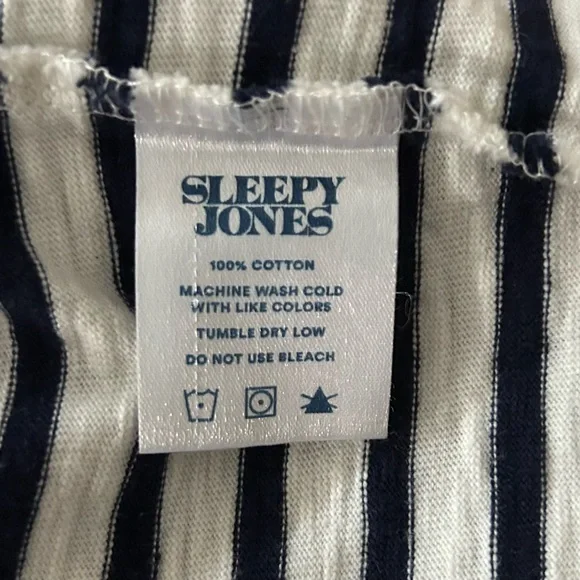 SLEEPY
JONES
100% COTTON
MACHINE WASH COLD
WITH LIKE COLORS
TUMBLE DRY LOW
DO NOT USE BLEACH